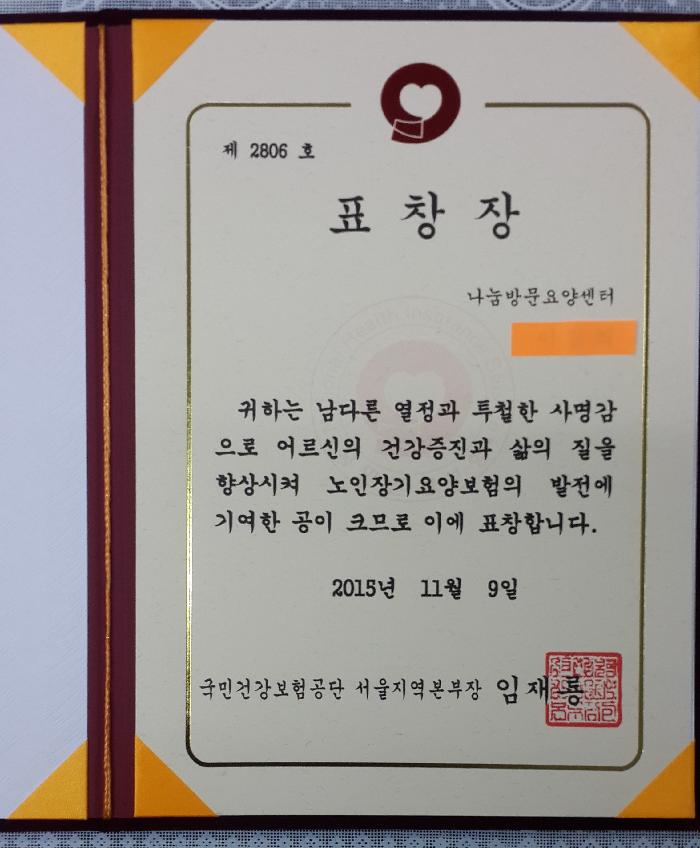 제 2806 호
표 창 장
나눔방문요양센터
귀하는 남다른 열정과 투철한 사명감
으로 어르신의 건강증진과 삶의 질을
향상시켜 노인장기요양보험의 발전에
기여한 공이 크므로 이에 표창합니다.
2015년 11월 9일
국민건강보험공단 서울지역본부장 임재룡